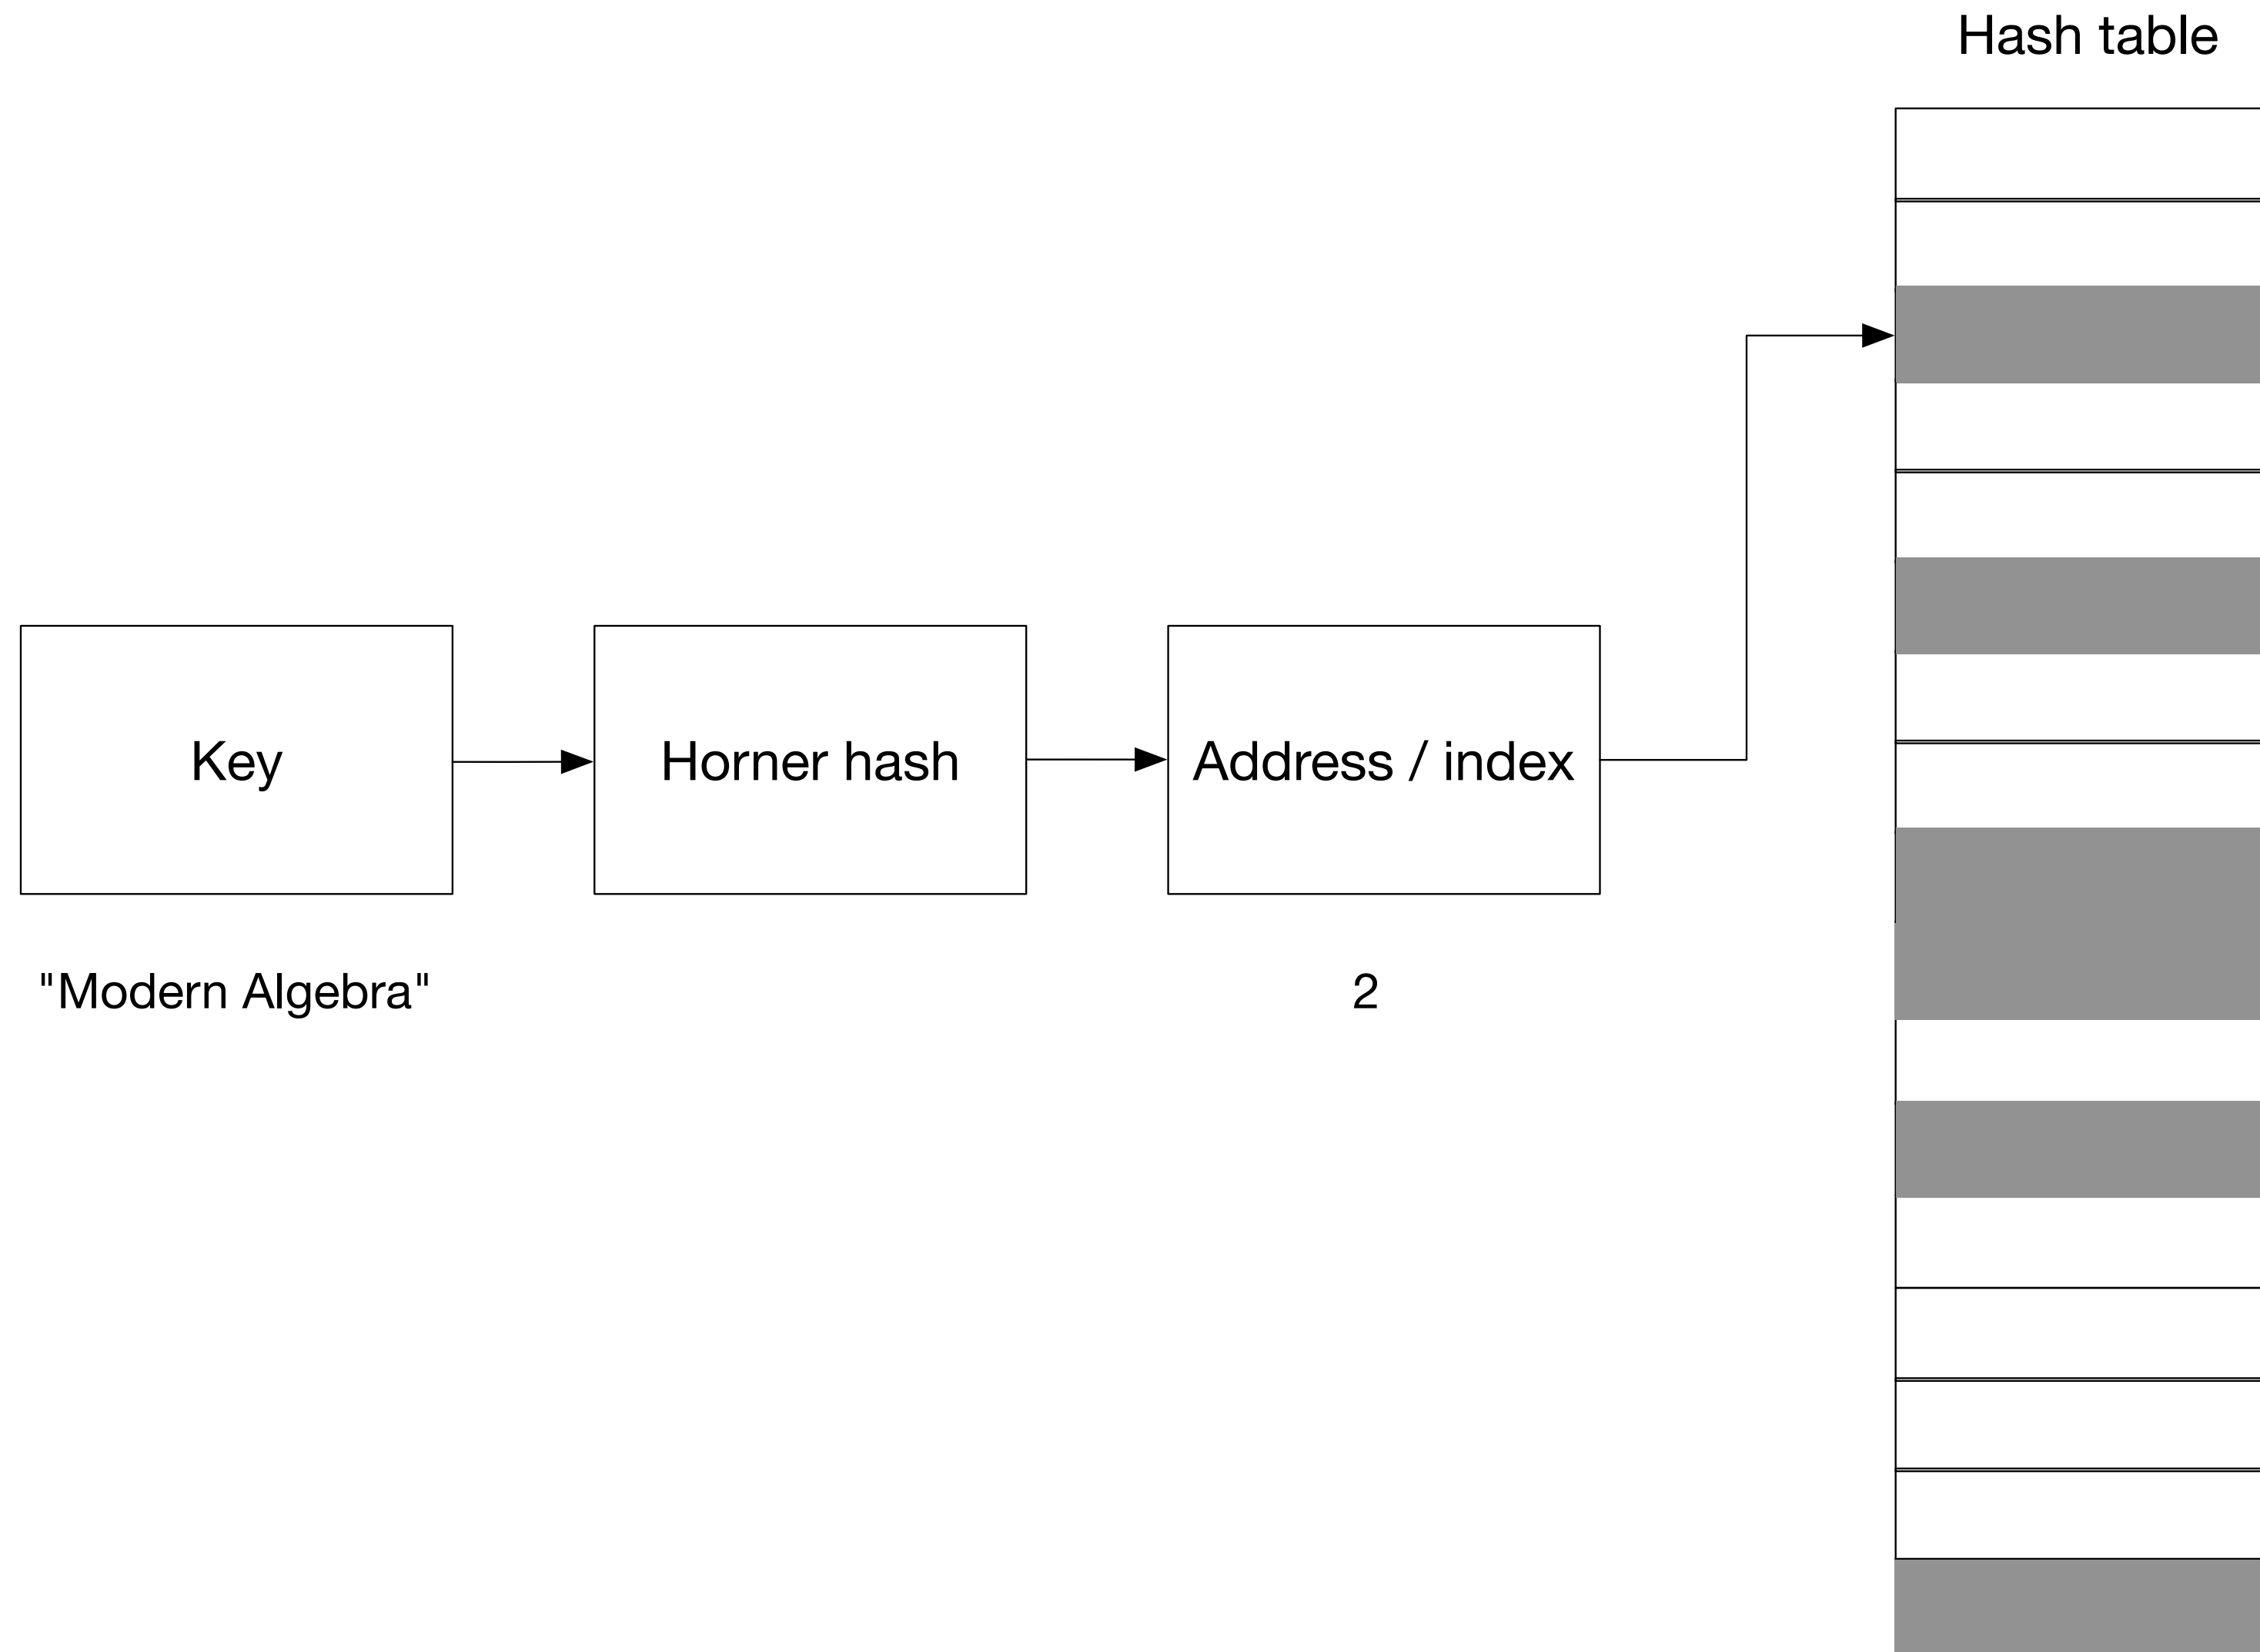 Hash table
Key
Horner hash
Address / index
"Modern Algebra"
2